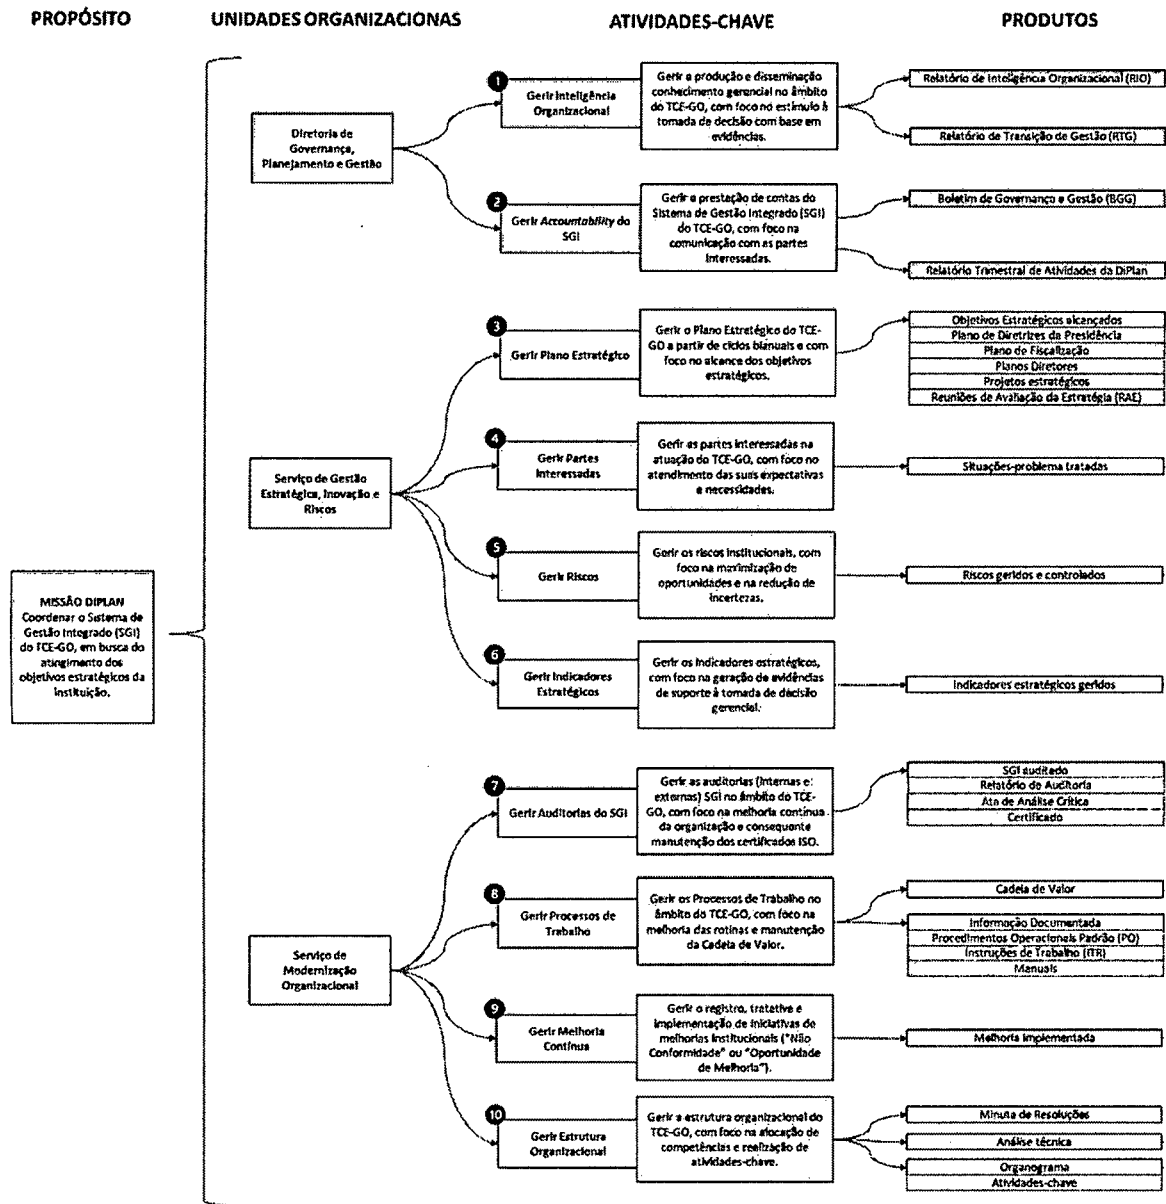 PROPÓSITO
UNIDADES ORGANIZACIONAS
ATIVIDADES-CHAVE
PRODUTOS
MISSÃO DIPLAN
Coordenar o Sistema de
Gestão Integrado (SGI)
do TCE-GO, em busca do
atingimento dos
objetivos estratégicos da
instituição.
Diretoria de
Governança,
Planejamento e Gestão
1
Gerir Inteligência
Organizacional
Gerir a produção e disseminação
conhecimento gerencial no âmbito
do TCE-GO, com foco no estímulo à
tomada de decisão com base em
evidências.
Relatório de Inteligência Organizacional (RIO)
Relatório de Transição de Gestão (RTG)
2
Gerir Accountability do
SGI
Gerir a prestação de contas do
Sistema de Gestão Integrado (SGI)
do TCE-GO, com foco na
comunicação com as partes
interessadas.
Boletim de Governança e Gestão (BGG)
Relatório Trimestral de Atividades da DiPlan
Serviço de Gestão
Estratégica, Inovação e
Riscos
3
Gerir Plano Estratégico
Gerir o Plano Estratégico do TCE-
GO a partir de ciclos bianuais e com
foco no alcance dos objetivos
estratégicos.
Objetivos Estratégicos alcançados
Plano de Diretrizes da Presidência
Plano de Fiscalização
Planos Diretores
Projetos estratégicos
Reuniões de Avaliação da Estratégia (RAE)
4
Gerir Partes
Interessadas
Gerir as partes interessadas na
atuação do TCE-GO, com foco no
atendimento das suas expectativas
e necessidades.
Situações-problema tratadas
5
Gerir Riscos
Gerir os riscos institucionais, com
foco na maximização de
oportunidades e na redução de
incertezas.
Riscos geridos e controlados
6
Gerir Indicadores
Estratégicos
Gerir os Indicadores estratégicos,
com foco na geração de evidências
de suporte à tomada de decisão
gerencial.
Indicadores estratégicos geridos
Serviço de
Modernização
Organizacional
7
Gerir Auditorias do SGI
Gerir as auditorias (internas e
externas) SGI no âmbito do TCE-
GO, com foco na melhoria contínua
da organização e consequente
manutenção dos certificados ISO.
SGI auditado
Relatório de Auditoria
Ata de Análise Crítica
Certificado
8
Gerir Processos de
Trabalho
Gerir os Processos de Trabalho no
âmbito do TCE-GO, com foco na
melhoria das rotinas e manutenção
da Cadeia de Valor.
Cadeia de Valor
Informação Documentada
Procedimentos Operacionais Padrão (PO)
Instruções de Trabalho (ITR)
Manuais
9
Gerir Melhoria
Contínua
Gerir o registro, tratativa e
implementação de iniciativas de
melhorias institucionais ("Não
Conformidade" ou "Oportunidade
de Melhoria").
Melhoria implementada
10
Gerir Estrutura
Organizacional
Gerir a estrutura organizacional do
TCE-GO, com foco na alocação de
competências e realização de
atividades-chave.
Minuta de Resoluções
Análise técnica
Organograma
Atividades-chave